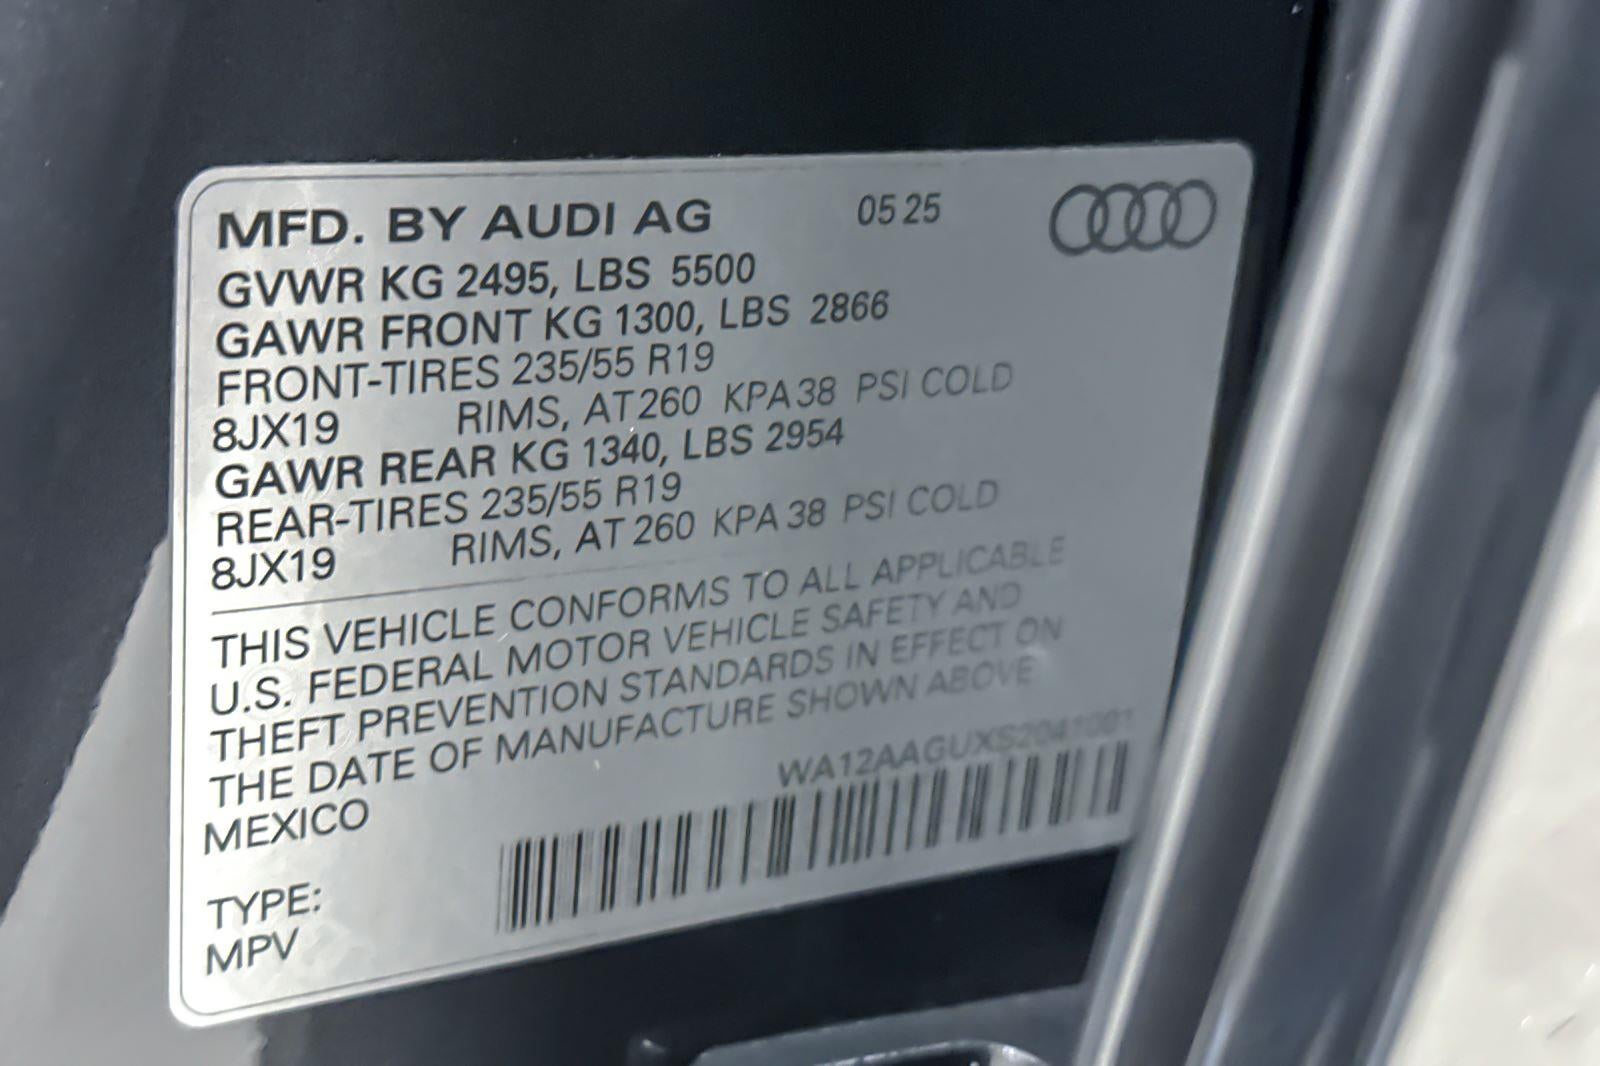 MFD. BY AUDI AG 05 25
GVWR KG 2495, LBS 5500
GAWR FRONT KG 1300, LBS 2866
FRONT-TIRES 235/55 R19
8JX19 RIMS, AT 260 KPA 38 PSI COLD
GAWR REAR KG 1340, LBS 2954
REAR-TIRES 235/55 R19
8JX19 RIMS, AT 260 KPA 38 PSI COLD
THIS VEHICLE CONFORMS TO ALL APPLICABLE
U.S. FEDERAL MOTOR VEHICLE SAFETY AND
THEFT PREVENTION STANDARDS IN EFFECT ON
THE DATE OF MANUFACTURE SHOWN ABOVE
WA12AAGUXS2041001
MEXICO
TYPE:
MPV